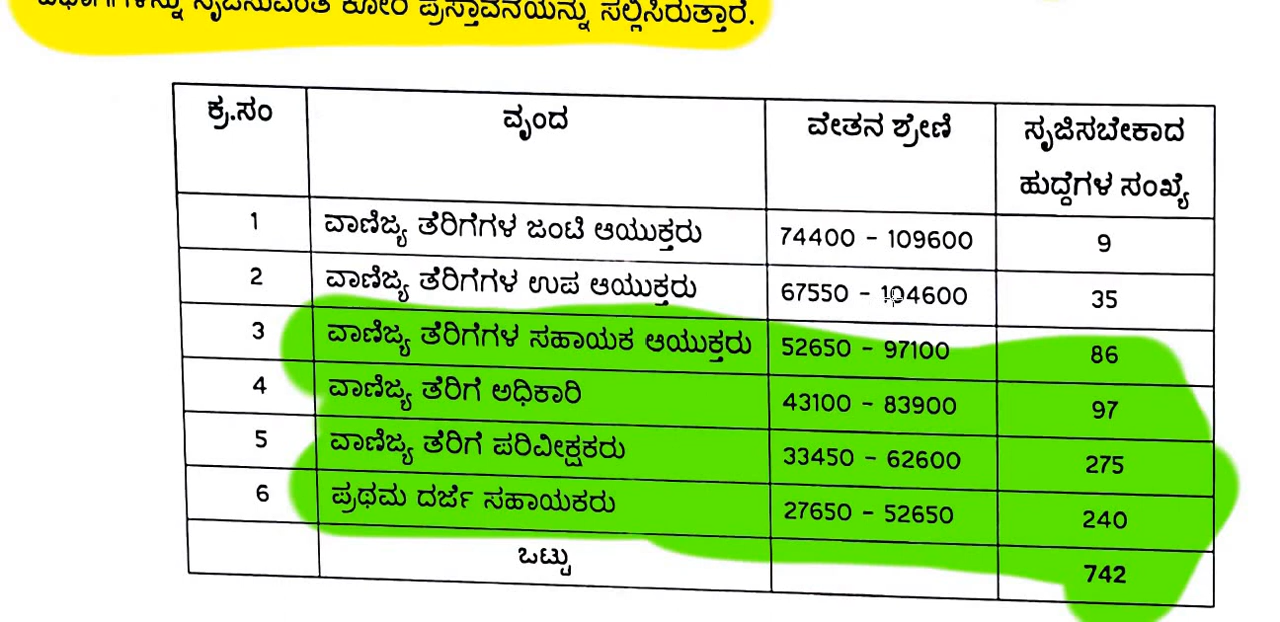 ಪ್ರಸ್ತಾವನೆಯನ್ನು ಸಲ್ಲಿಸಿರುತ್ತಾರೆ.
ಕ್ರ.ಸಂ ವೃಂದ ವೇತನ ಶ್ರೇಣಿ ಸೃಜಿಸಬೇಕಾದ
ಹುದ್ದೆಗಳ ಸಂಖ್ಯೆ
1 ವಾಣಿಜ್ಯ ತೆರಿಗೆಗಳ ಜಂಟಿ ಆಯುಕ್ತರು 74400 - 109600 9
2 ವಾಣಿಜ್ಯ ತೆರಿಗೆಗಳ ಉಪ ಆಯುಕ್ತರು 67550 - 104600 35
3 ವಾಣಿಜ್ಯ ತೆರಿಗೆಗಳ ಸಹಾಯಕ ಆಯುಕ್ತರು 52650 - 97100 86
4 ವಾಣಿಜ್ಯ ತೆರಿಗೆ ಅಧಿಕಾರಿ 43100 - 83900 97
5 ವಾಣಿಜ್ಯ ತೆರಿಗೆ ಪರಿವೀಕ್ಷಕರು 33450 - 62600 275
6 ಪ್ರಥಮ ದರ್ಜೆ ಸಹಾಯಕರು 27650 - 52650 240
ಒಟ್ಟು 742